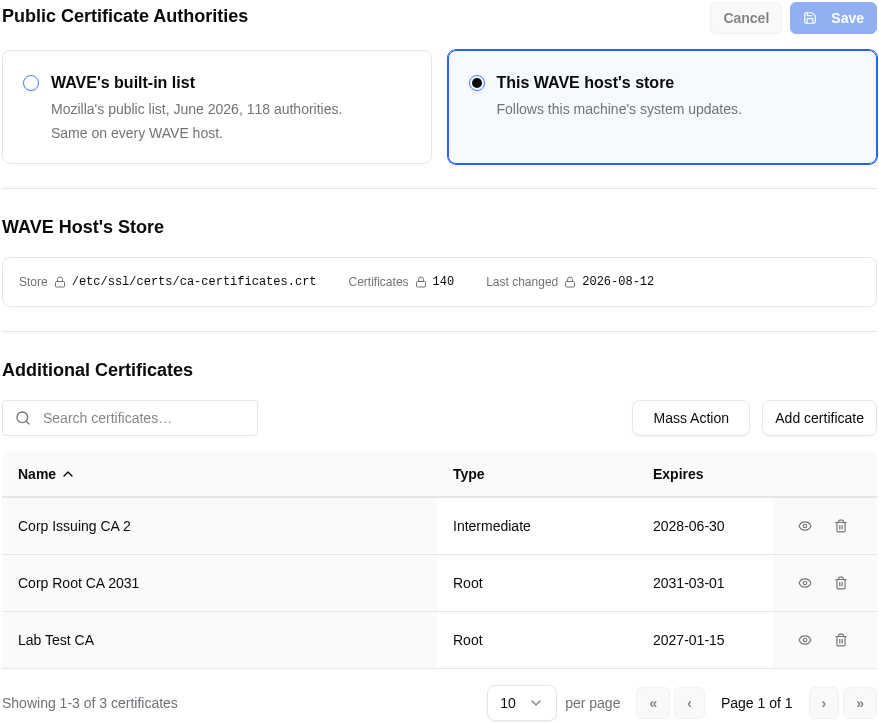 Public Certificate Authorities
Cancel
Save
WAVE's built-in list
Mozilla's public list, June 2026, 118 authorities.
Same on every WAVE host.
This WAVE host's store
Follows this machine's system updates.
WAVE Host's Store
Store /etc/ssl/certs/ca-certificates.crt Certificates 140 Last changed 2026-08-12
Additional Certificates
Search certificates…
Mass Action
Add certificate
Name Type Expires
Corp Issuing CA 2 Intermediate 2028-06-30
Corp Root CA 2031 Root 2031-03-01
Lab Test CA Root 2027-01-15
Showing 1-3 of 3 certificates 10 per page « ‹ Page 1 of 1 › »